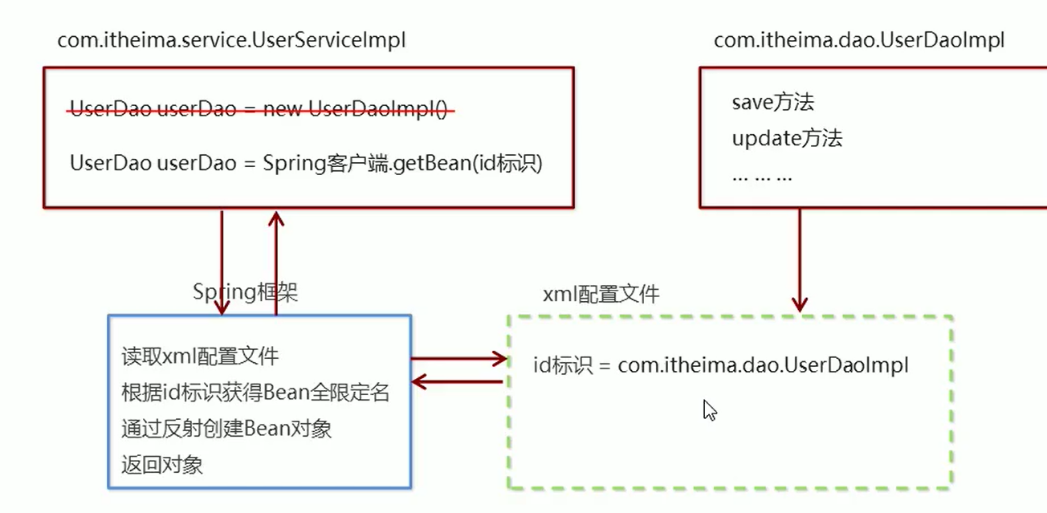 com.itheima.service.UserServiceImpl
com.itheima.dao.UserDaoImpl
UserDao userDao = new UserDaoImpl()
UserDao userDao = Spring客户端.getBean(id标识)
save方法
update方法
... ... ...
Spring框架
xml配置文件
读取xml配置文件
根据id标识获得Bean全限定名
通过反射创建Bean对象
返回对象
id标识 = com.itheima.dao.UserDaoImpl